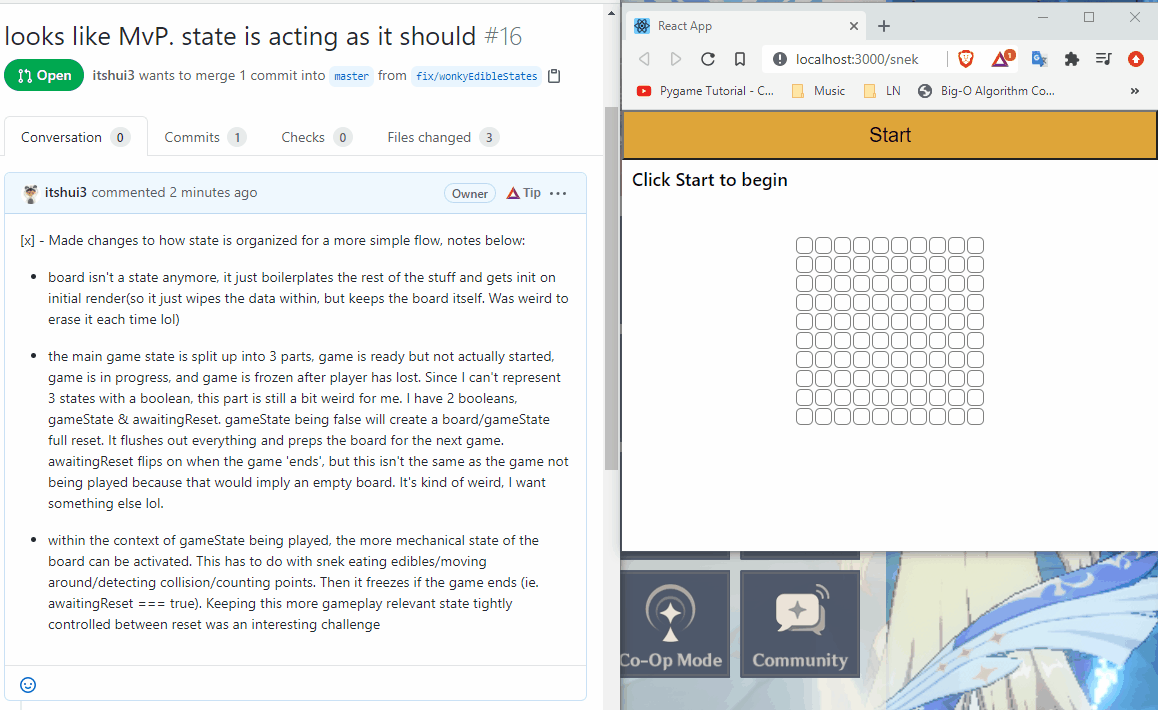 looks like MvP. state is acting as it should #16
Open itshui3 wants to merge 1 commit into master from fix/wonkyEdibleStates
Conversation 0 Commits 1 Checks 0 Files changed 3
itshui3 commented 2 minutes ago Owner Tip ...
[x] - Made changes to how state is organized for a more simple flow, notes below:
• board isn't a state anymore, it just boilerplates the rest of the stuff and gets init on
initial render(so it just wipes the data within, but keeps the board itself. Was weird to
erase it each time lol)
• the main game state is split up into 3 parts, game is ready but not actually started,
game is in progress, and game is frozen after player has lost. Since I can't represent
3 states with a boolean, this part is still a bit weird for me. I have 2 booleans,
gameState & awaitingReset. gameState being false will create a board/gameState
full reset. It flushes out everything and preps the board for the next game.
awaitingReset flips on when the game 'ends', but this isn't the same as the game not
being played because that would imply an empty board. It's kind of weird, I want
something else lol.
• within the context of gameState being played, the more mechanical state of the
board can be activated. This has to do with snek eating edibles/moving
around/detecting collision/counting points. Then it freezes if the game ends (ie.
awaitingReset === true). Keeping this more gameplay relevant state tightly
controlled between reset was an interesting challenge
React App
localhost:3000/snek 1
Pygame Tutorial - C... Music LN Big-O Algorithm Co... »
Start
Click Start to begin
Co-Op Mode
Community